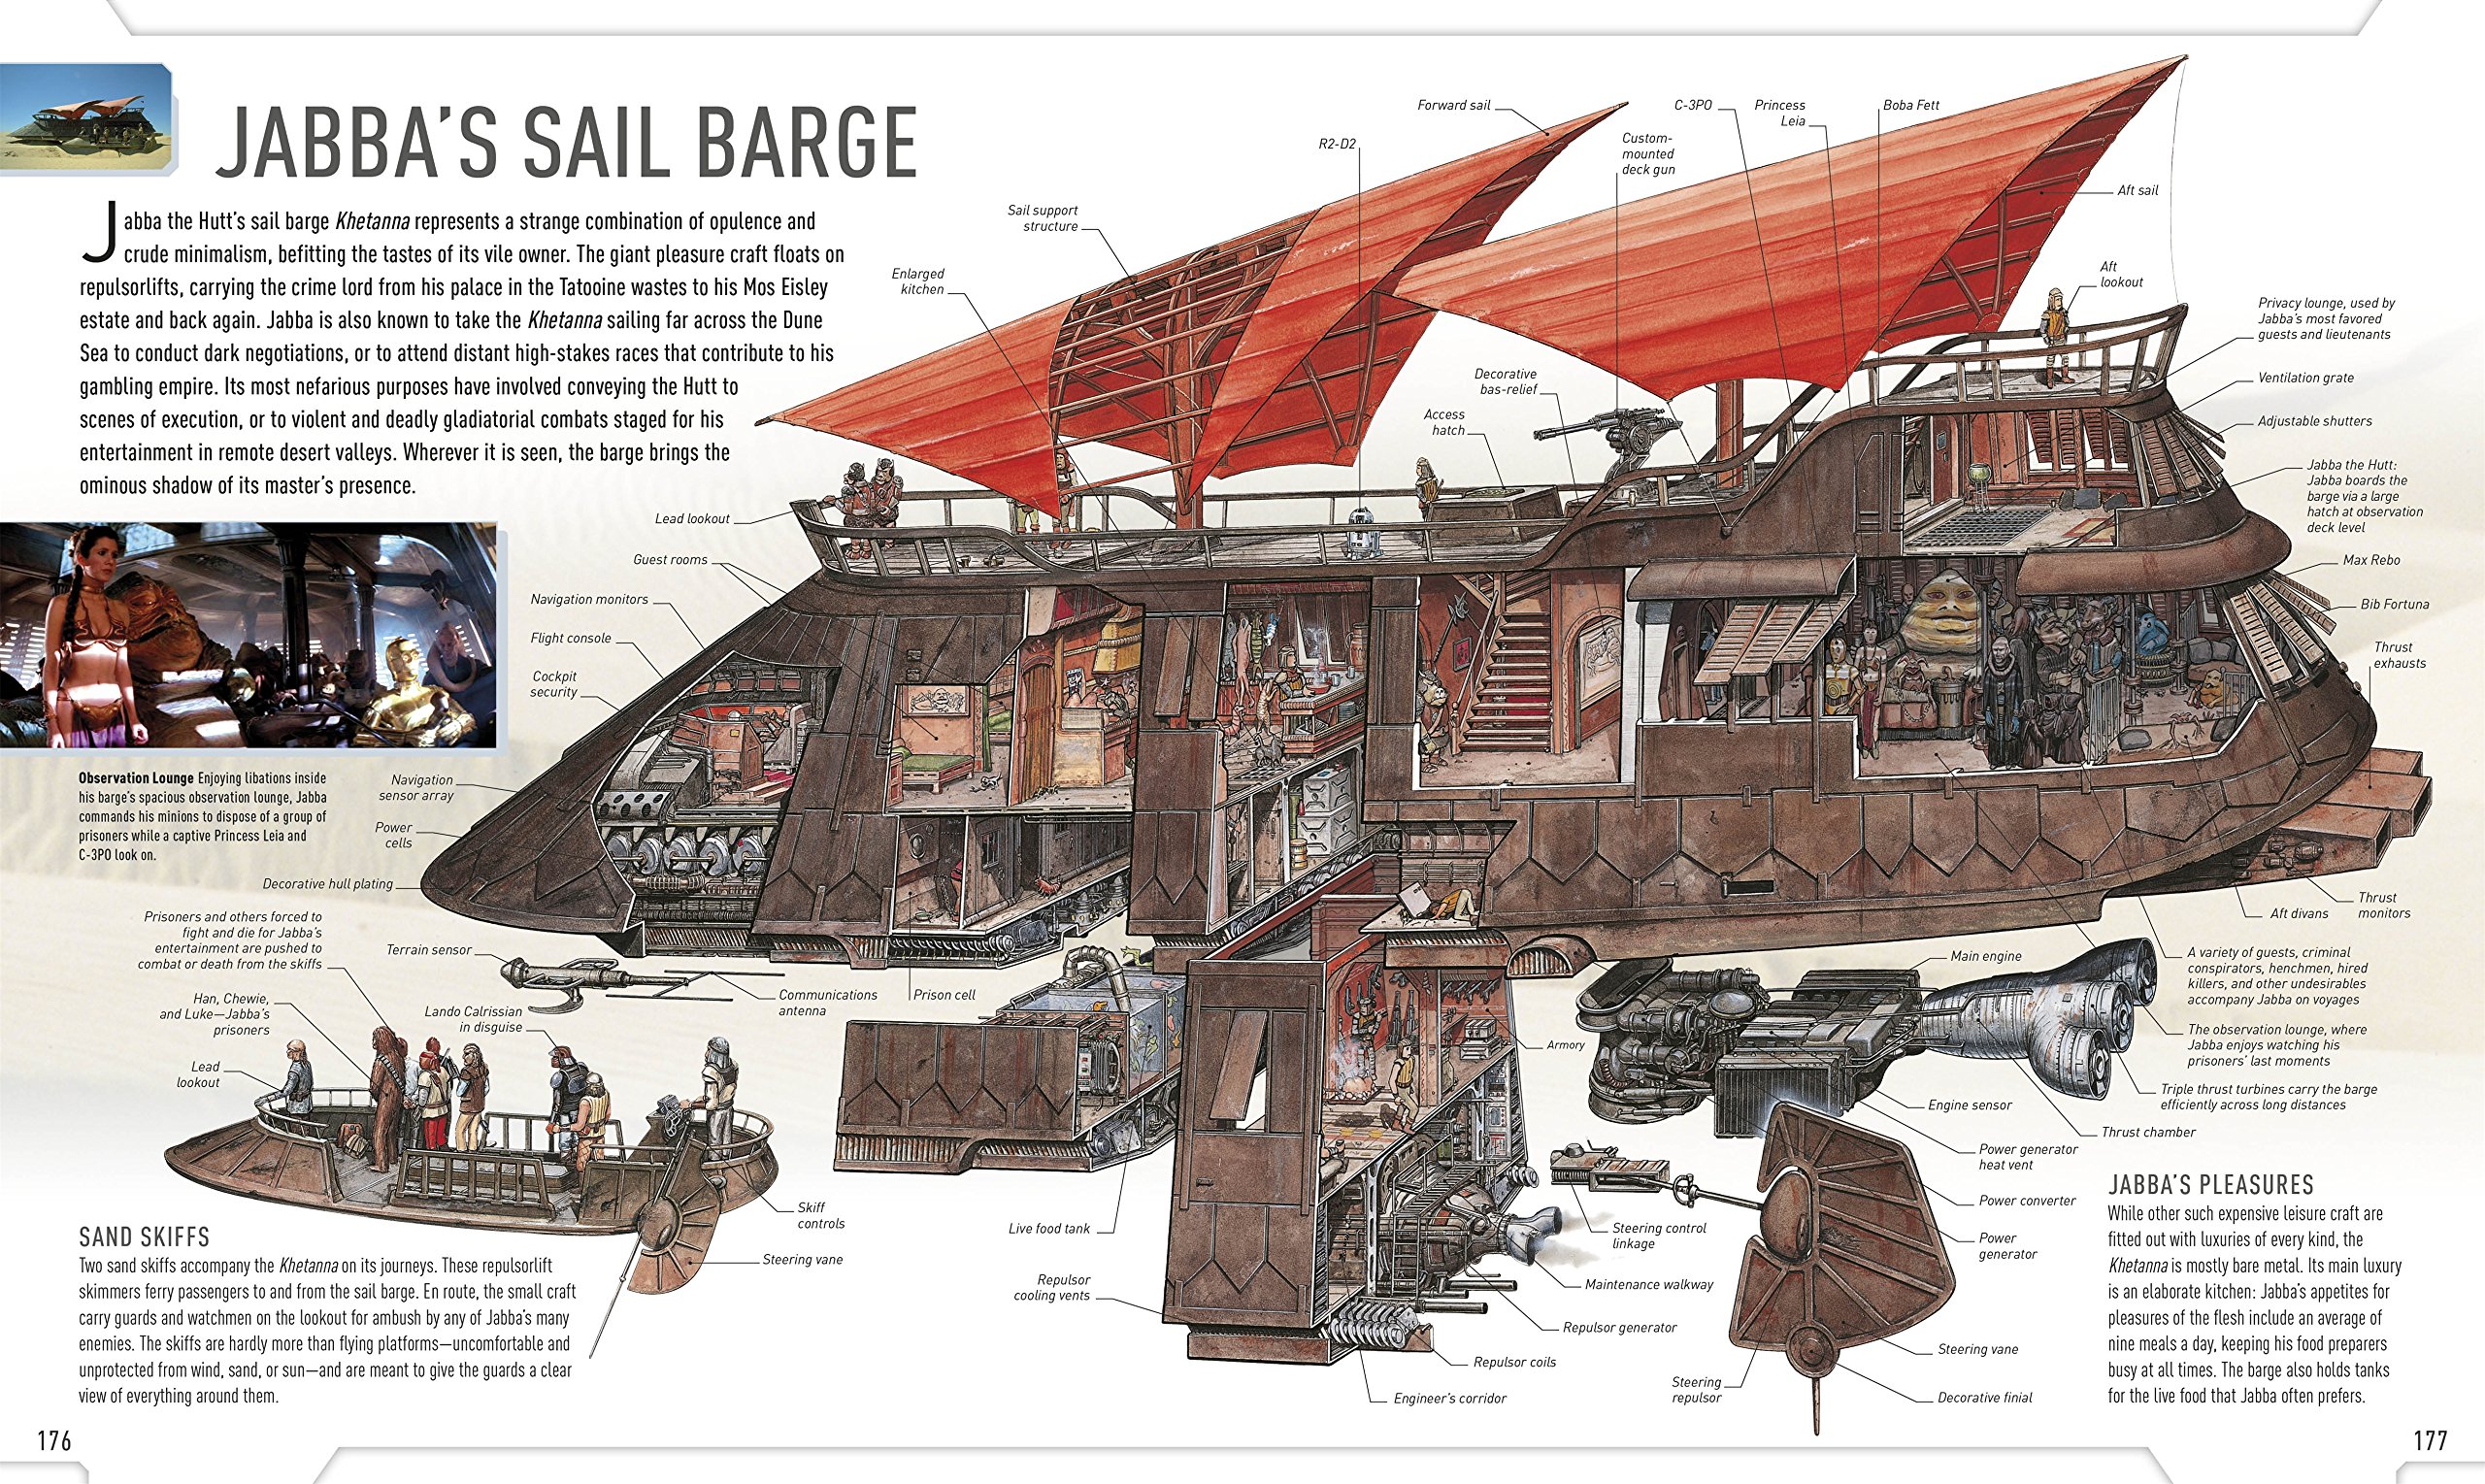 JABBA'S SAIL BARGE
Jabba the Hutt's sail barge Khetanna represents a strange combination of opulence and
crude minimalism, befitting the tastes of its vile owner. The giant pleasure craft floats on
repulsorlifts, carrying the crime lord from his palace in the Tatooine wastes to his Mos Eisley
estate and back again. Jabba is also known to take the Khetanna sailing far across the Dune
Sea to conduct dark negotiations, or to attend distant high-stakes races that contribute to his
gambling empire. Its most nefarious purposes have involved conveying the Hutt to
scenes of execution, or to violent and deadly gladiatorial combats staged for his
entertainment in remote desert valleys. Wherever it is seen, the barge brings the
ominous shadow of its master's presence.
Observation Lounge Enjoying libations inside
his barge's spacious observation lounge, Jabba
commands his minions to dispose of a group of
prisoners while a captive Princess Leia and
C-3PO look on.
Forward sail
R2-D2
Sail support
structure
Enlarged
kitchen
Custom-
mounted
deck gun
C-3PO
Princess
Leia
Boba Fett
Aft sail
Aft
lookout
Decorative
bas-relief
Access
hatch
Privacy lounge, used by
Jabba's most favored
guests and lieutenants
Ventilation grate
Adjustable shutters
Jabba the Hutt:
Jabba boards the
barge via a large
hatch at observation
deck level
Max Rebo
Bib Fortuna
Thrust
exhausts
Lead lookout
Guest rooms
Navigation monitors
Flight console
Cockpit
security
Navigation
sensor array
Power
cells
Decorative hull plating
Prisoners and others forced to
fight and die for Jabba's
entertainment are pushed to
combat or death from the skiffs
Terrain sensor
Han, Chewie,
and Luke—Jabba's
prisoners
Lando Calrissian
in disguise
Lead
lookout
Communications
antenna
Prison cell
Skiff
controls
Steering vane
SAND SKIFFS
Two sand skiffs accompany the Khetanna on its journeys. These repulsorlift
skimmers ferry passengers to and from the sail barge. En route, the small craft
carry guards and watchmen on the lookout for ambush by any of Jabba's many
enemies. The skiffs are hardly more than flying platforms—uncomfortable and
unprotected from wind, sand, or sun—and are meant to give the guards a clear
view of everything around them.
Live food tank
Repulsor
cooling vents
Armory
Steering control
linkage
Maintenance walkway
Repulsor generator
Repulsor coils
Engineer's corridor
Main engine
Engine sensor
Power generator
heat vent
Power converter
Power
generator
Steering vane
Steering
repulsor
Decorative finial
Thrust
monitors
Aft divans
A variety of guests, criminal
conspirators, henchmen, hired
killers, and other undesirables
accompany Jabba on voyages
The observation lounge, where
Jabba enjoys watching his
prisoners' last moments
Triple thrust turbines carry the barge
efficiently across long distances
Thrust chamber
JABBA'S PLEASURES
While other such expensive leisure craft are
fitted out with luxuries of every kind, the
Khetanna is mostly bare metal. Its main luxury
is an elaborate kitchen: Jabba's appetites for
pleasures of the flesh include an average of
nine meals a day, keeping his food preparers
busy at all times. The barge also holds tanks
for the live food that Jabba often prefers.
176
177